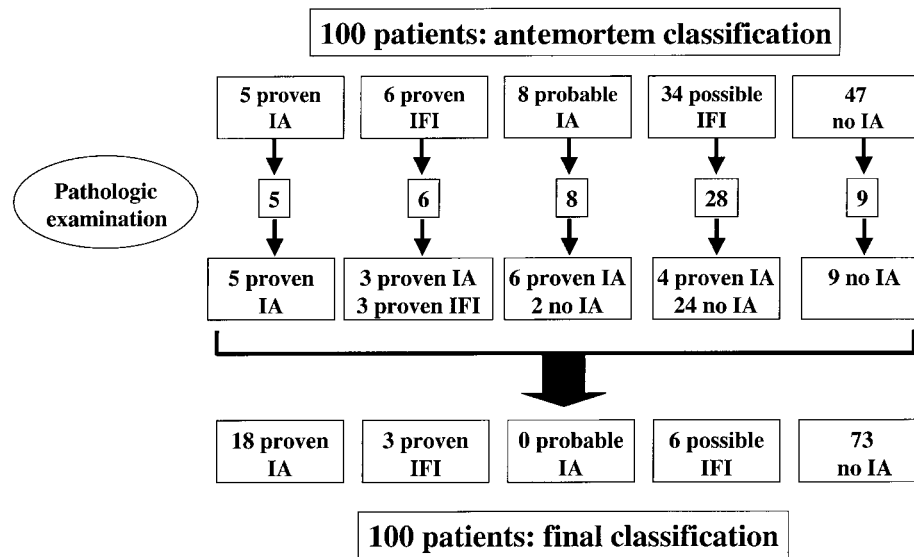 100 patients: antemortem classification
5 proven
IA
6 proven
IFI
8 probable
IA
34 possible
IFI
47
no IA
Pathologic
examination
5
6
8
28
9
5 proven
IA
3 proven IA
3 proven IFI
6 proven IA
2 no IA
4 proven IA
24 no IA
9 no IA
18 proven
IA
3 proven
IFI
0 probable
IA
6 possible
IFI
73
no IA
100 patients: final classification